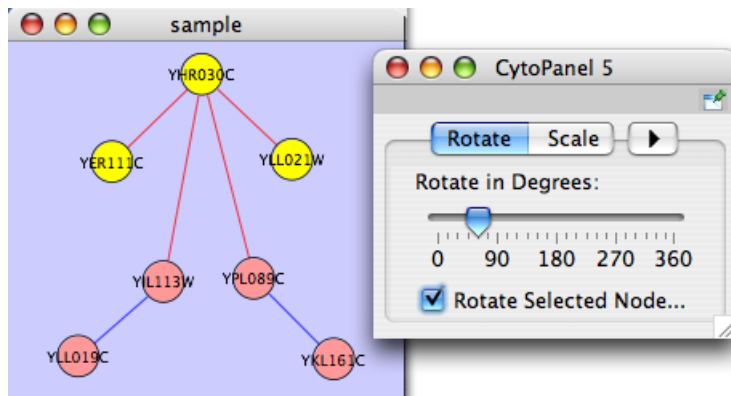 sample
YHR030C
YER111C
YLL021W
YIL113W
YPL089C
YLL019C
YKL161C
CytoPanel 5
Rotate
Scale
Rotate in Degrees:
0 90 180 270 360
Rotate Selected Node...